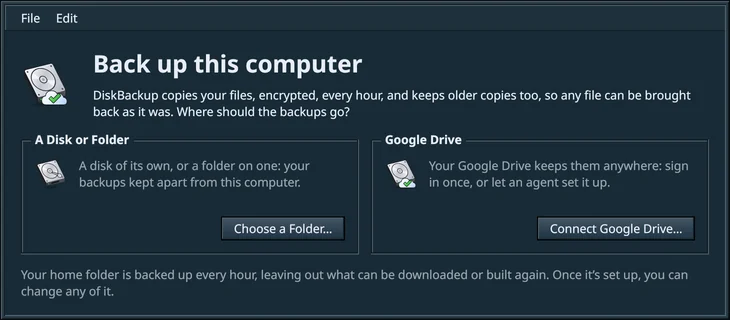 File Edit
Back up this computer
DiskBackup copies your files, encrypted, every hour, and keeps older copies too, so any file can be brought
back as it was. Where should the backups go?
A Disk or Folder
A disk of its own, or a folder on one: your
backups kept apart from this computer.
Choose a Folder...
Google Drive
Your Google Drive keeps them anywhere: sign
in once, or let an agent set it up.
Connect Google Drive...
Your home folder is backed up every hour, leaving out what can be downloaded or built again. Once it’s set up, you can
change any of it.